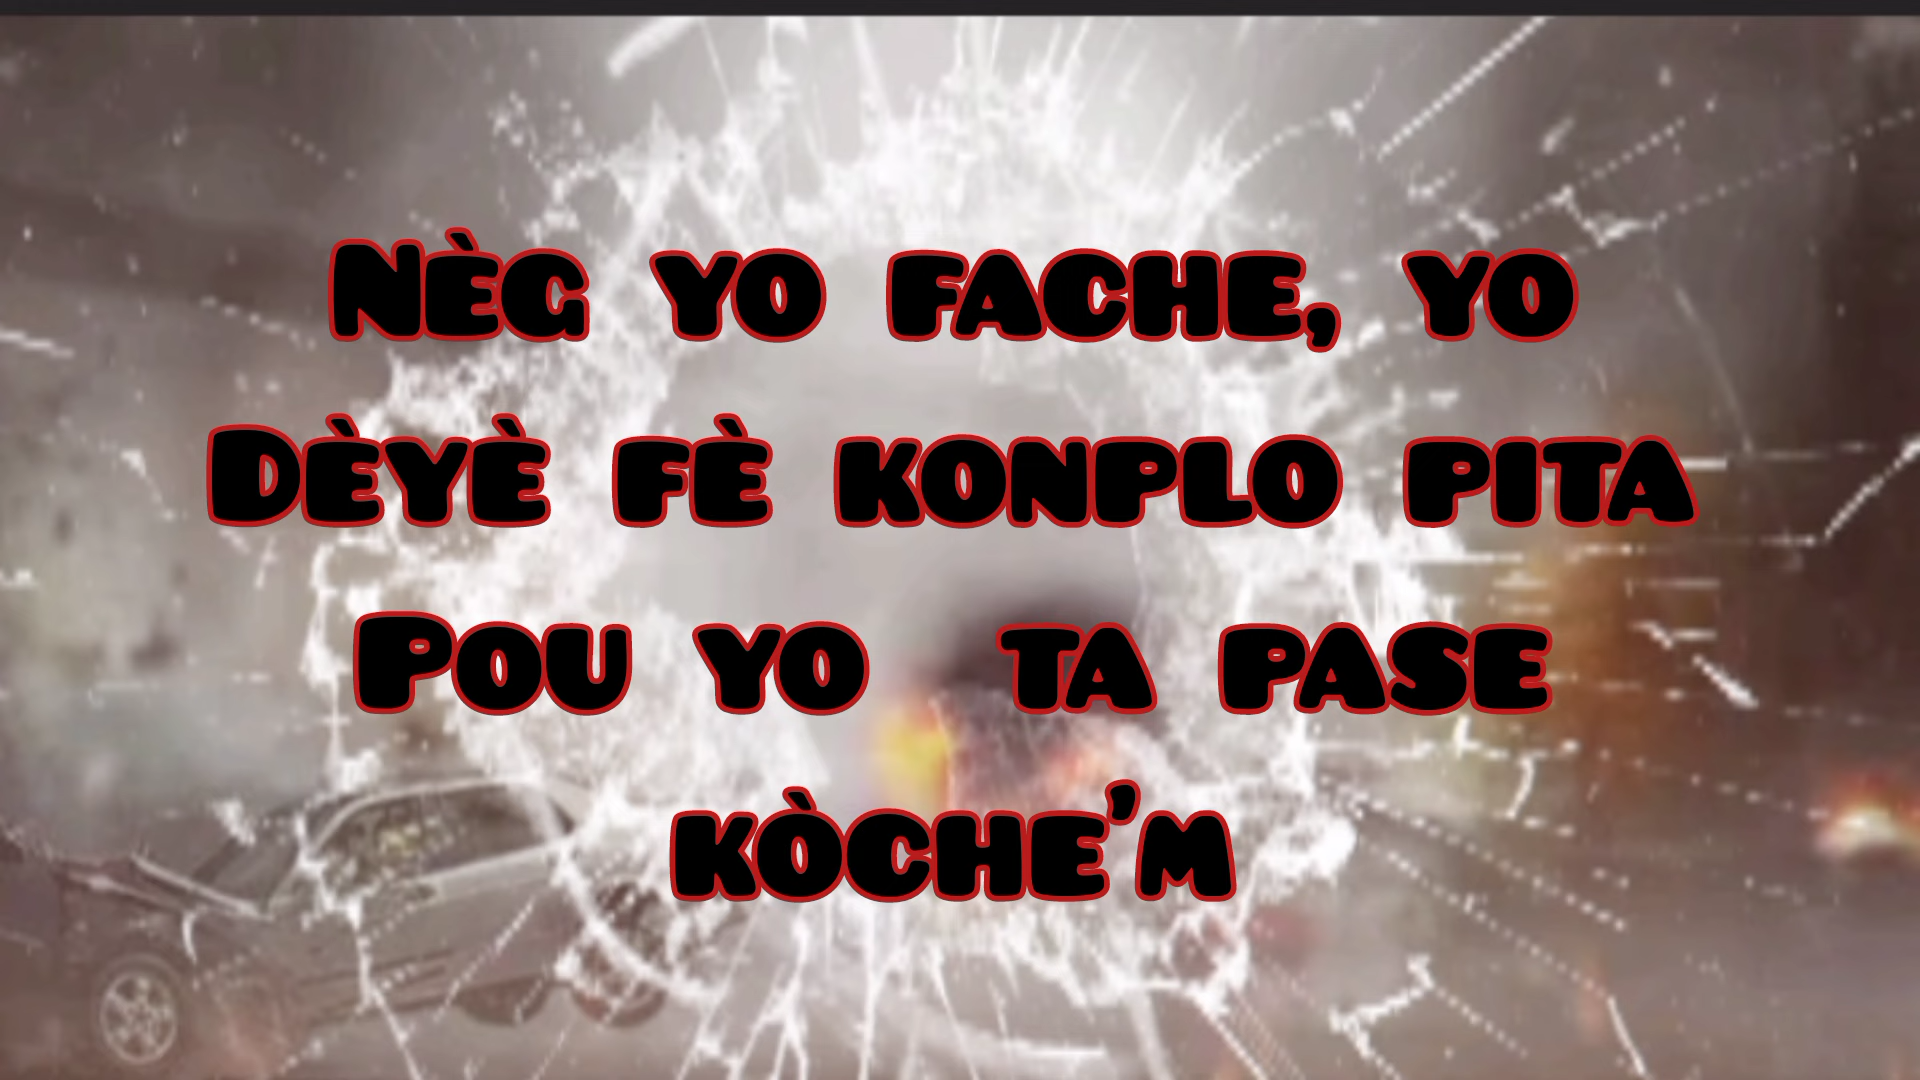 Nèg yo fache, yo
Dèyè fè konplo pita
Pou yo ta pase
kòche'm